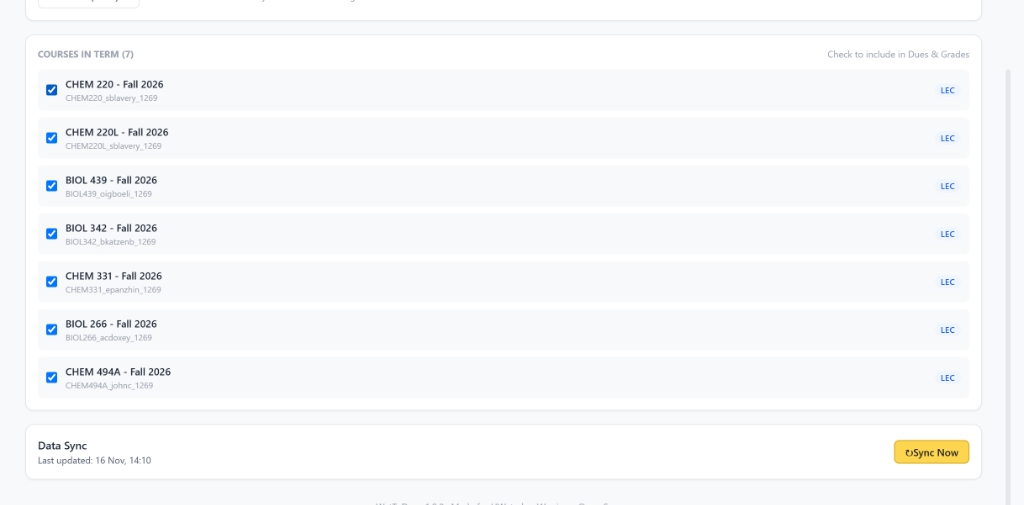 COURSES IN TERM (7)
Check to include in Dues & Grades
CHEM 220 - Fall 2026
CHEM220_sblavery_1269
LEC
CHEM 220L - Fall 2026
CHEM220L_sblavery_1269
LEC
BIOL 439 - Fall 2026
BIOL439_oigboeli_1269
LEC
BIOL 342 - Fall 2026
BIOL342_bkatzenb_1269
LEC
CHEM 331 - Fall 2026
CHEM331_epanzhin_1269
LEC
BIOL 266 - Fall 2026
BIOL266_acdoxey_1269
LEC
CHEM 494A - Fall 2026
CHEM494A_johnc_1269
LEC
Data Sync
Last updated: 16 Nov, 14:10
↻Sync Now